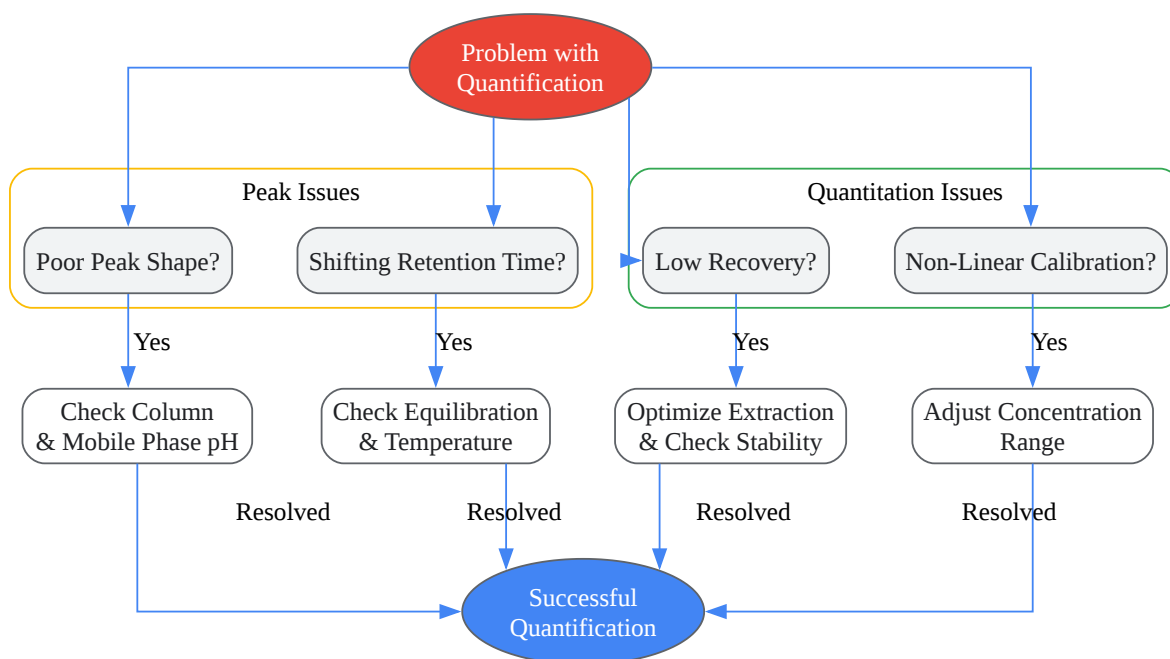 Problem with
Quantification
Peak Issues
Quantitation Issues
Poor Peak Shape?
Shifting Retention Time?
Low Recovery?
Non-Linear Calibration?
Yes
Yes
Yes
Yes
Check Column
& Mobile Phase pH
Check Equilibration
& Temperature
Optimize Extraction
& Check Stability
Adjust Concentration
Range
Resolved
Resolved
Resolved
Resolved
Successful
Quantification